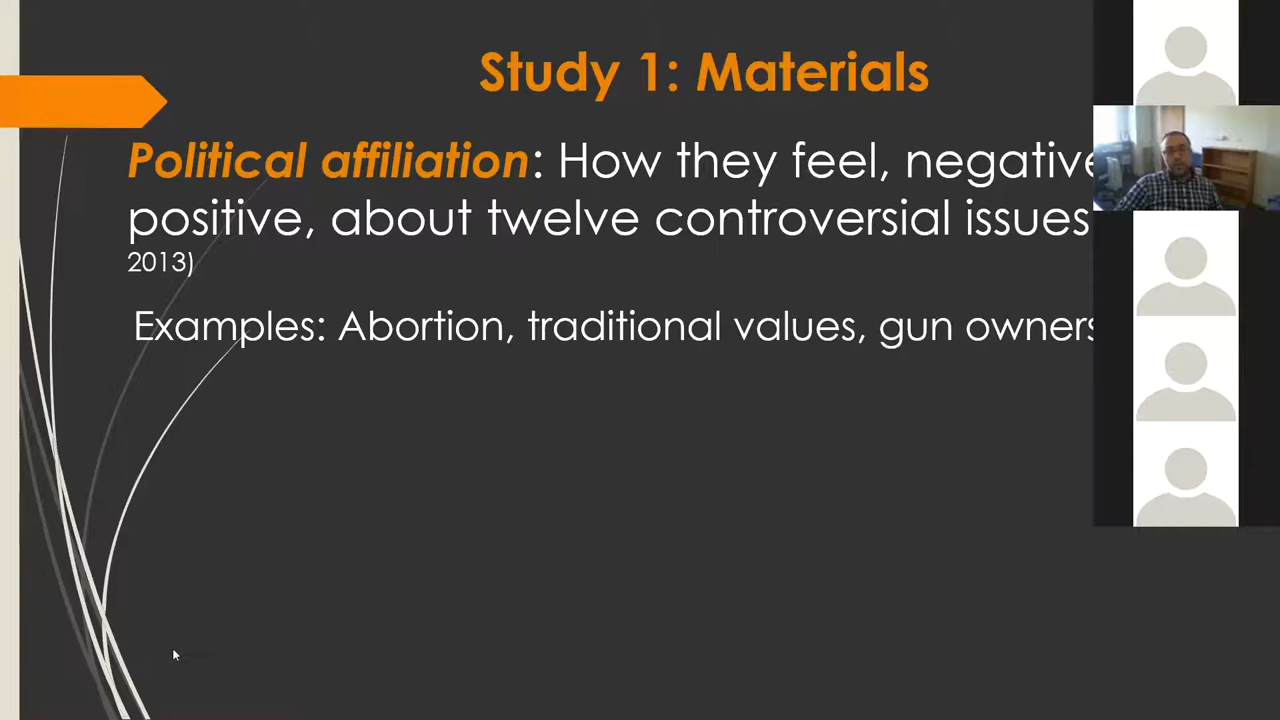 Study 1: Materials
Political affiliation: How they feel, negative
positive, about twelve controversial issues
2013)
Examples: Abortion, traditional values, gun owners